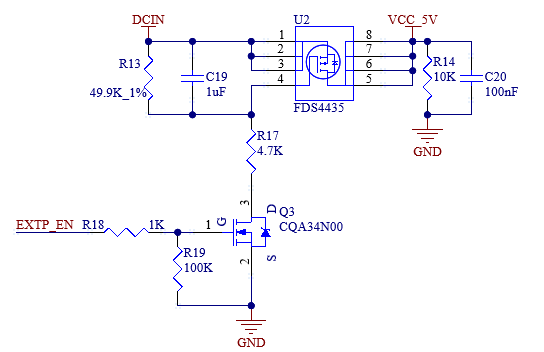 DCIN U2 VCC_5V
1 8
2 7
3 6
4 5
R13
49.9K_1%
C19
1uF
FDS4435
R14
10K
C20
100nF
GND
R17
4.7K
3 D
Q3
CQA34N00
EXTP_EN R18 1K 1 G
2 S
R19
100K
GND